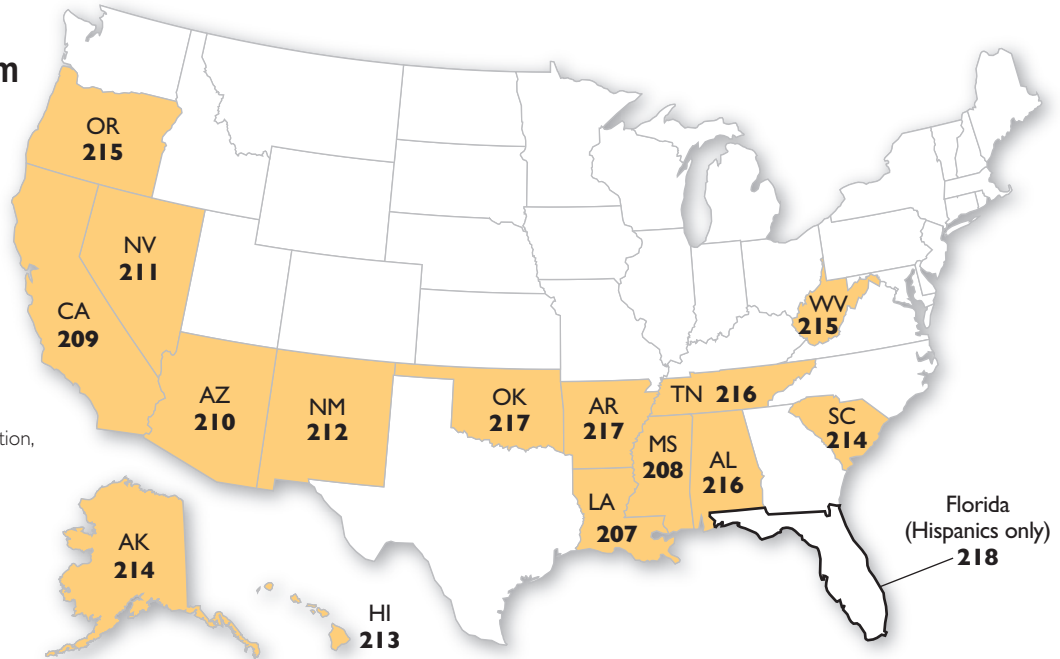 m
OR
215
NV
211
CA
209
AZ
210
NM
212
OK
217
AR
217
TN 216
MS
208
AL
216
LA
207
WV
215
SC
214
Florida
(Hispanics only)
218
tion,
AK
214
HI
213